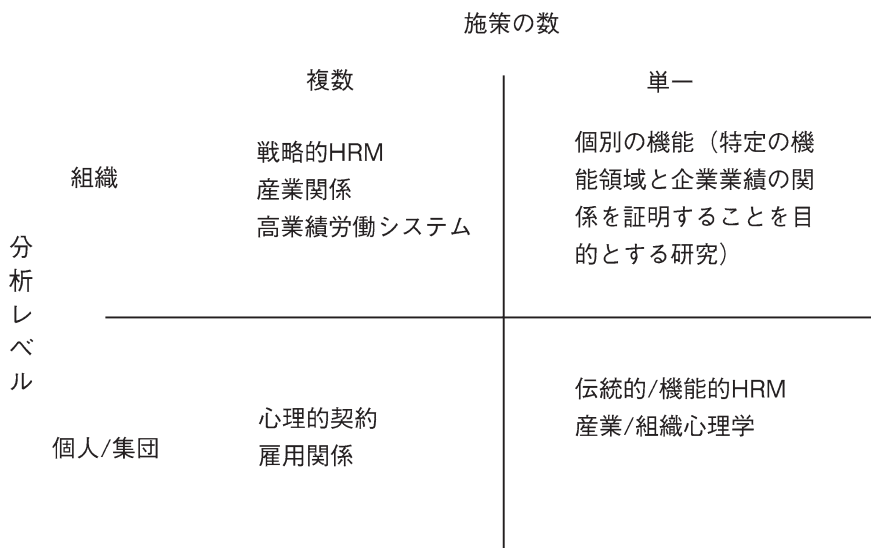 施策の数
複数
単一
組織
戦略的HRM
産業関係
高業績労働システム
個別の機能（特定の機
能領域と企業業績の関
係を証明することを目
的とする研究）
分析レベル
個人/集団
心理的契約
雇用関係
伝統的/機能的HRM
産業/組織心理学